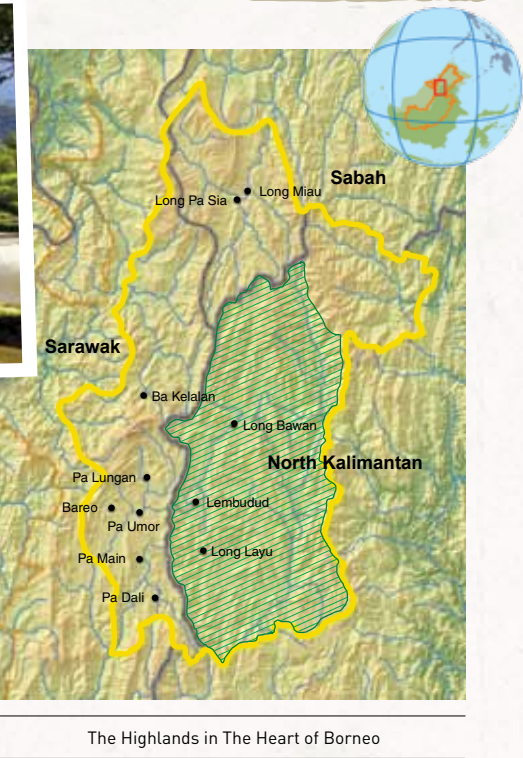 Sabah
Long Miau
Long Pa Sia
Sarawak
Ba Kelalan
Long Bawan
North Kalimantan
Pa Lungan
Lembudud
Bareo
Pa Umor
Long Layu
Pa Main
Pa Dali
The Highlands in The Heart of Borneo